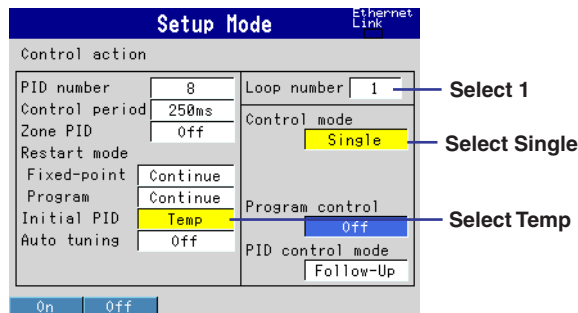 Setup Mode
Ethernet
Link
Control action
PID number 8
Control period 250ms
Zone PID Off
Restart mode
Fixed-point Continue
Program Continue
Initial PID Temp
Auto tuning Off
Loop number 1
Control mode
Single
Program control
Off
PID control mode
Follow-Up
Select 1
Select Single
Select Temp
On Off